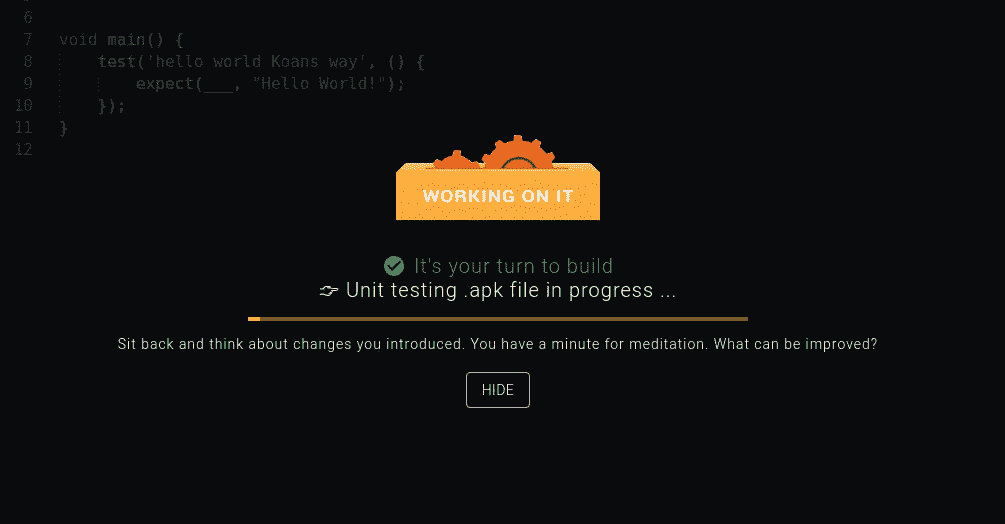 6
7 void main() {
8 test('hello world Koans way', () {
9 expect(___, "Hello World!");
10 });
11 }
12
WORKING ON IT
It's your turn to build
Unit testing .apk file in progress ...
Sit back and think about changes you introduced. You have a minute for meditation. What can be improved?
HIDE